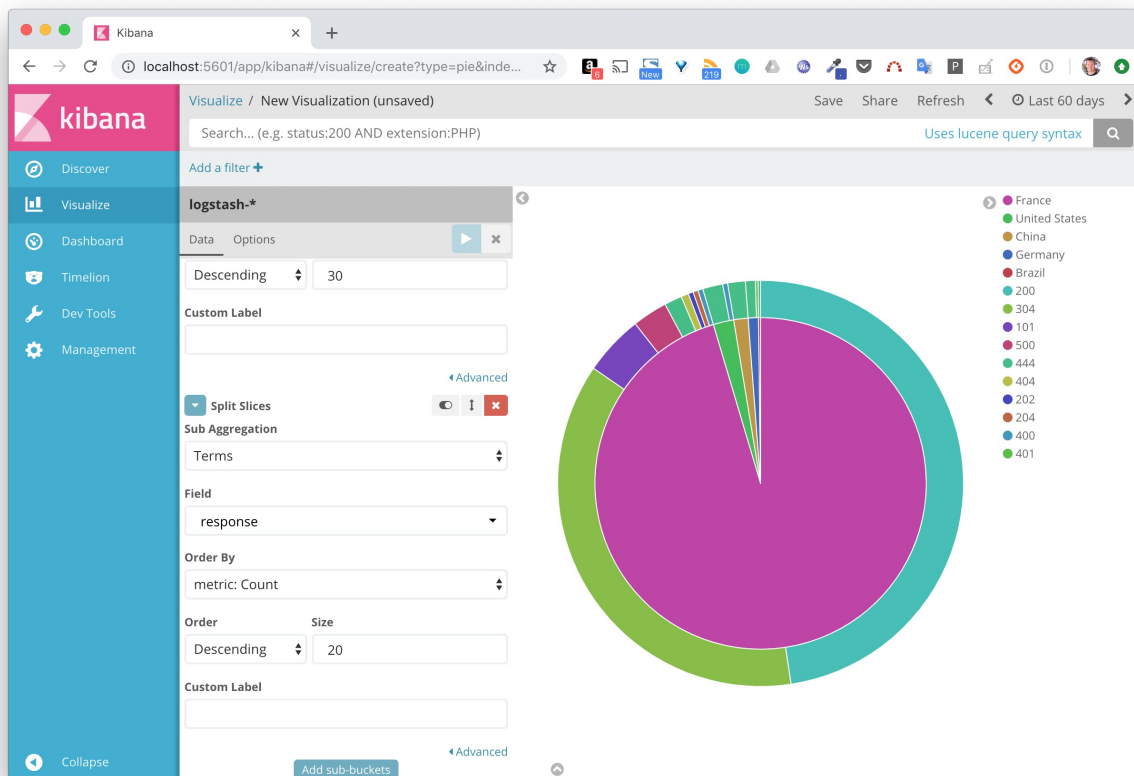 Kibana
localhost:5601/app/kibana#/visualize/create?type=pie&inde...
6
New
219
P
kibana
Visualize / New Visualization (unsaved)
Save Share Refresh Last 60 days
Search... (e.g. status:200 AND extension:PHP)
Uses lucene query syntax
Add a filter
Discover
Visualize
Dashboard
Timelion
Dev Tools
Management
Collapse
logstash-*
Data Options
Descending 30
Custom Label
Advanced
Split Slices
Sub Aggregation
Terms
Field
response
Order By
metric: Count
Order Size
Descending 20
Custom Label
Advanced
Add sub-buckets
France
United States
China
Germany
Brazil
200
304
101
500
444
404
202
204
400
401